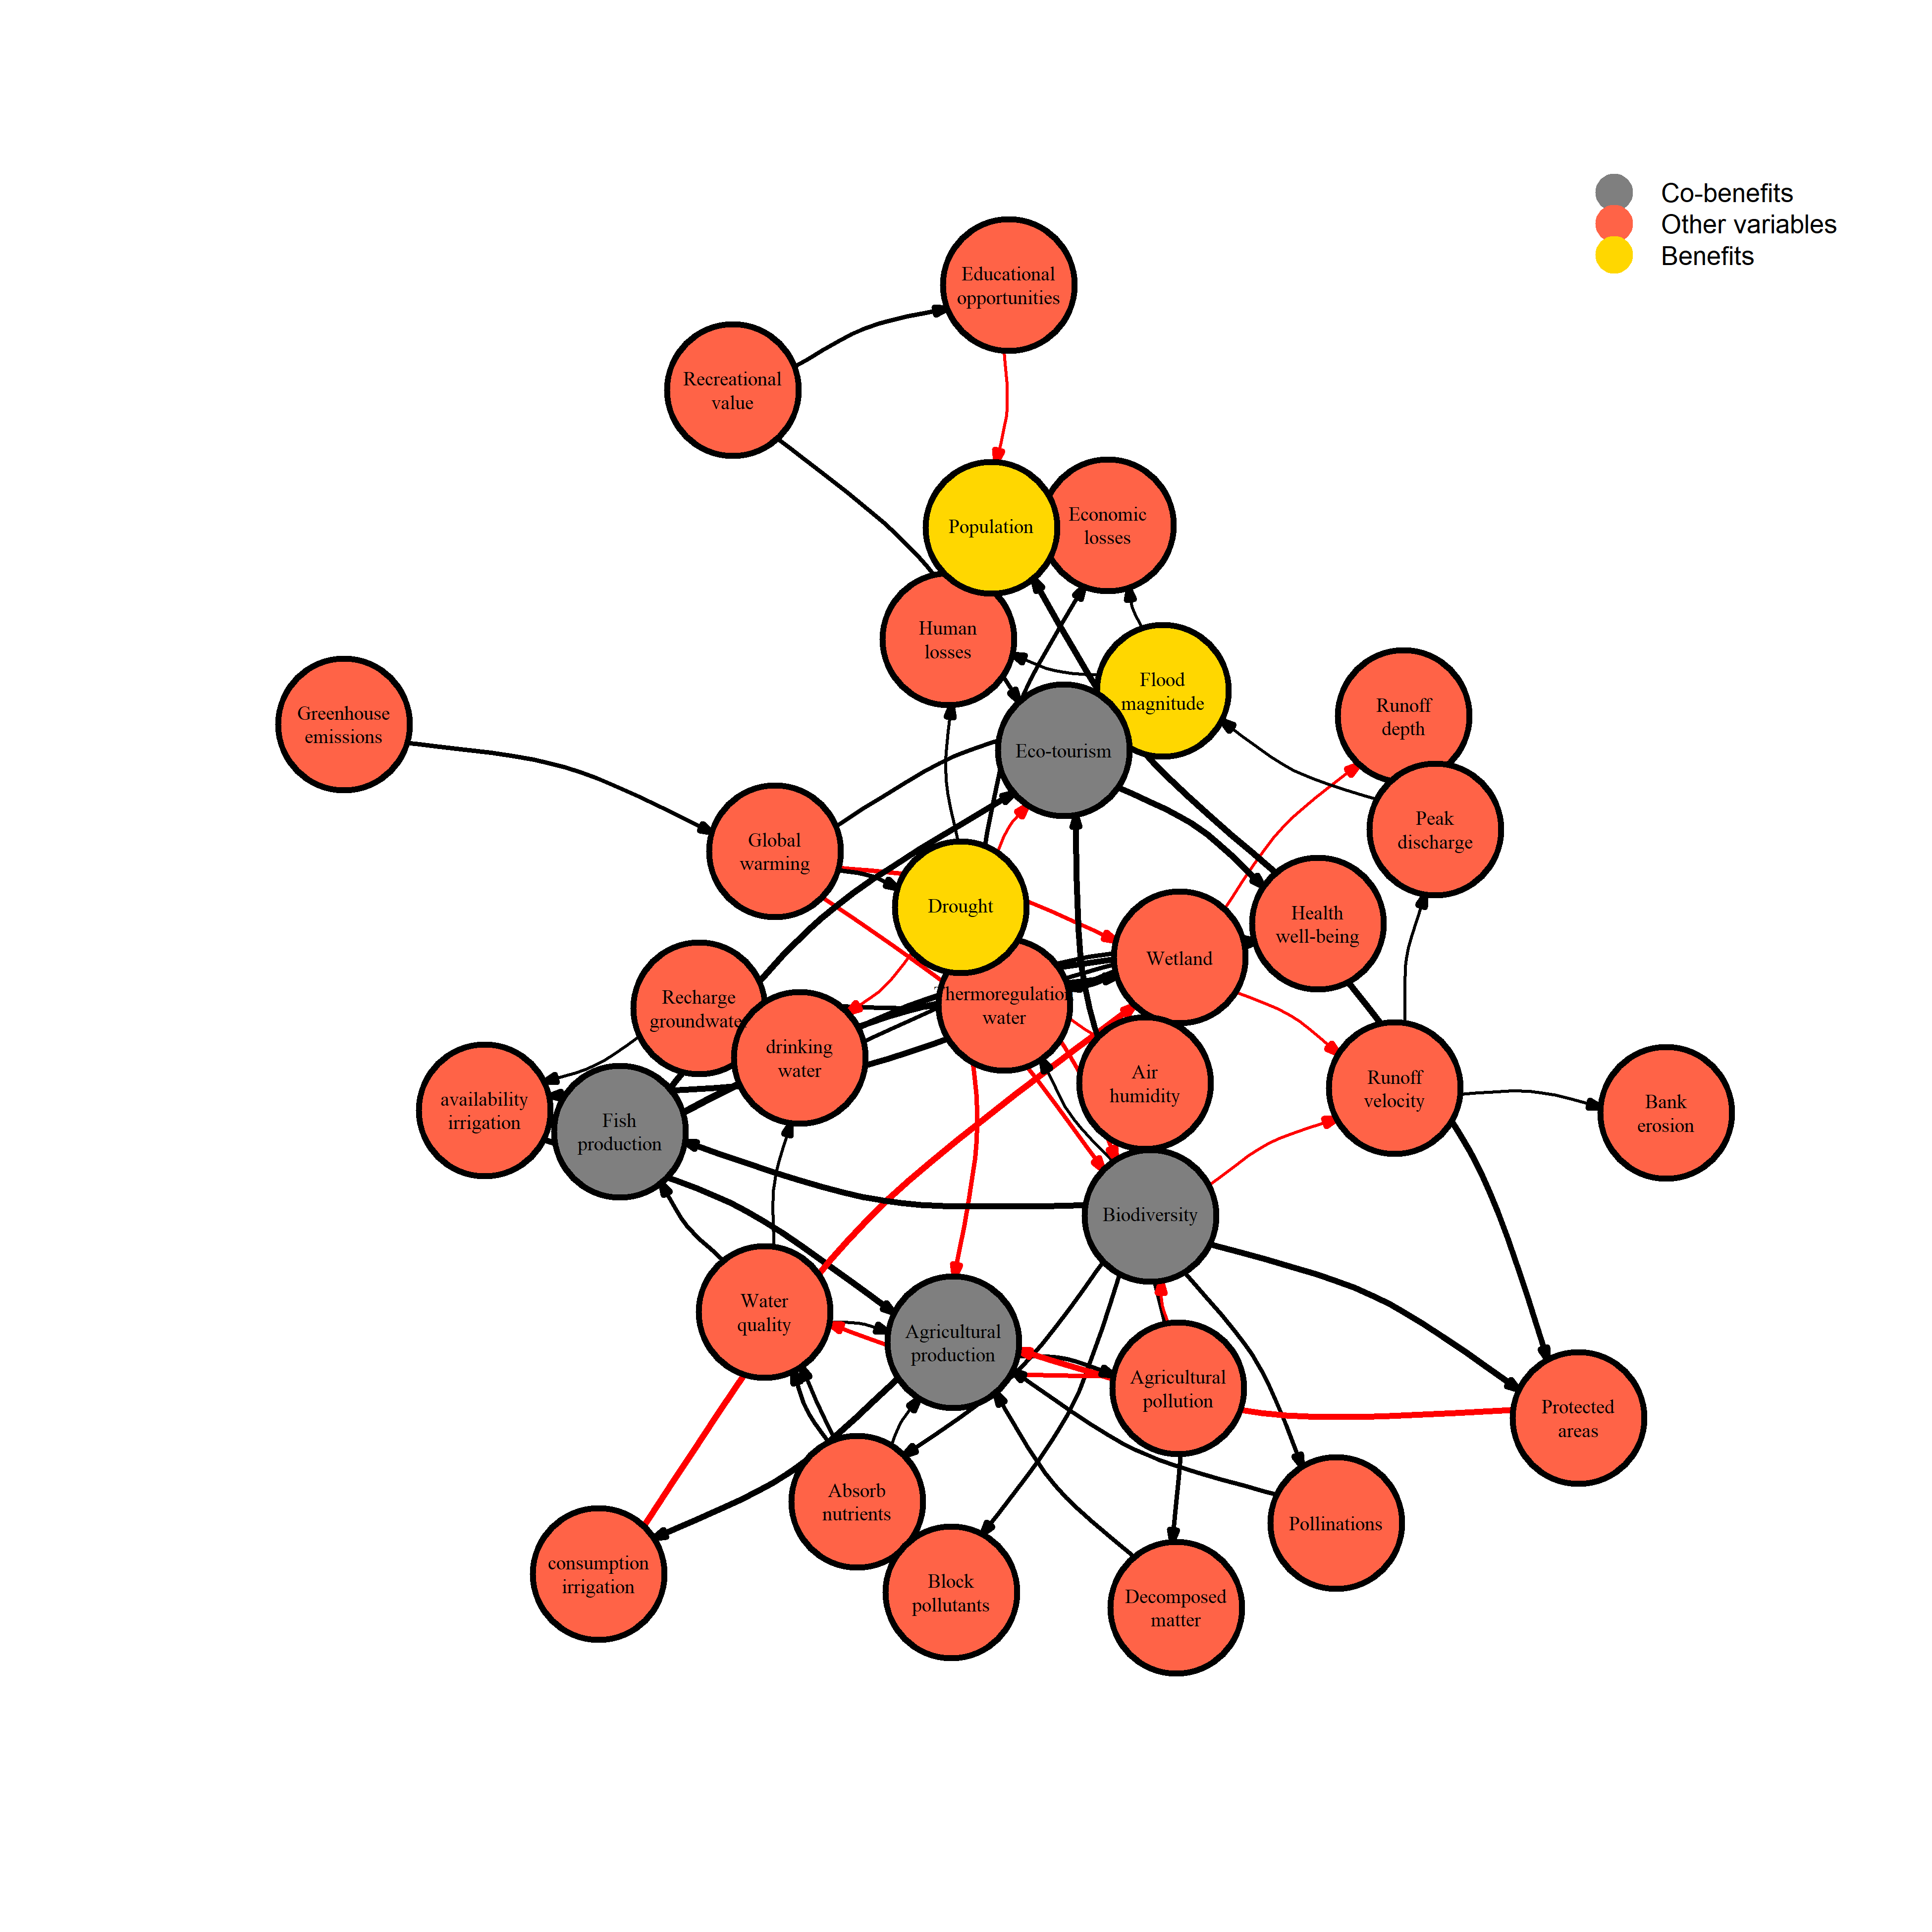 Co-benefits
Other variables
Benefits
Educational
opportunities
Recreational
value
Population
Economic
losses
Human
losses
Flood
magnitude
Greenhouse
emissions
Runoff
depth
Eco-tourism
Global
warming
Peak
discharge
Drought
Health
well-being
Wetland
Thermoregulation
water
Recharge
groundwater
drinking
water
Air
humidity
Runoff
velocity
availability
irrigation
Fish
production
Bank
erosion
Biodiversity
Water
quality
Agricultural
production
Agricultural
pollution
Protected
areas
Absorb
nutrients
Pollinations
consumption
irrigation
Block
pollutants
Decomposed
matter